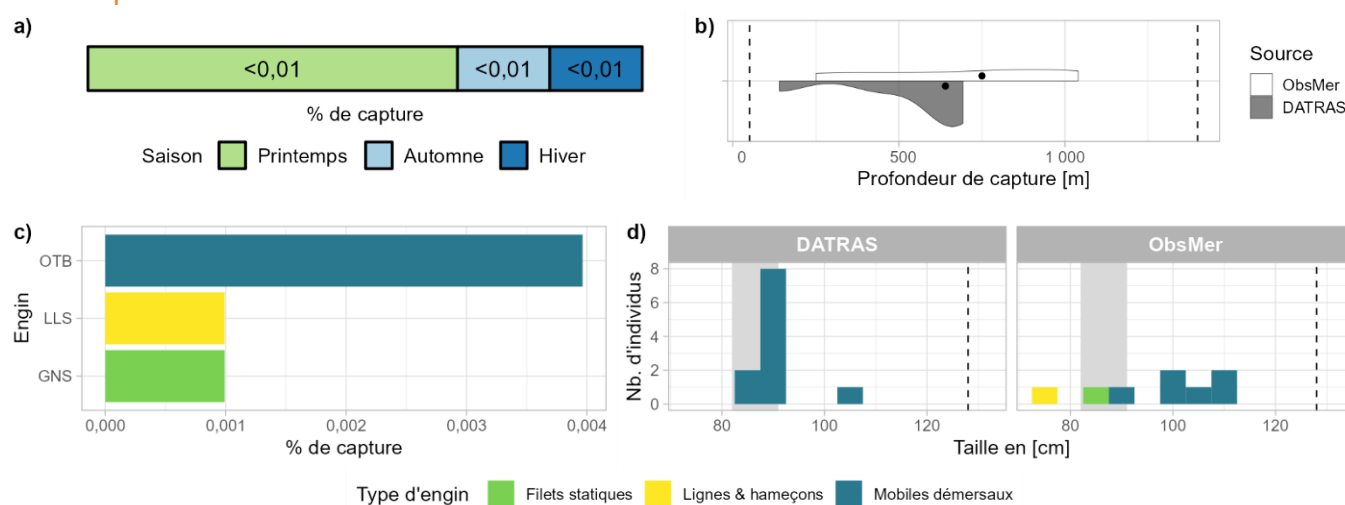 a)
<0,01 <0,01 <0,01
% de capture
Saison Printemps Automne Hiver
b)
0 500 1 000
Profondeur de capture [m]
Source
ObsMer
DATRAS
c)
Engin
OTB
LLS
GNS
0,000 0,001 0,002 0,003 0,004
% de capture
d)
DATRAS ObsMer
Nb. d'individus
8
6
4
2
0
80 100 120 80 100 120
Taille en [cm]
Type d'engin Filets statiques Lignes & hameçons Mobiles démersaux